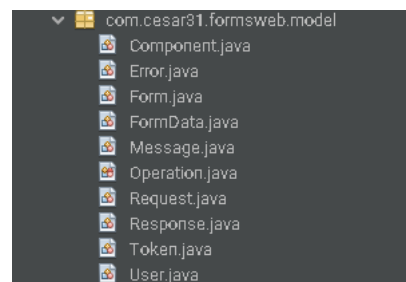 com.cesar31.formsweb.model
Component.java
Error.java
Form.java
FormData.java
Message.java
Operation.java
Request.java
Response.java
Token.java
User.java